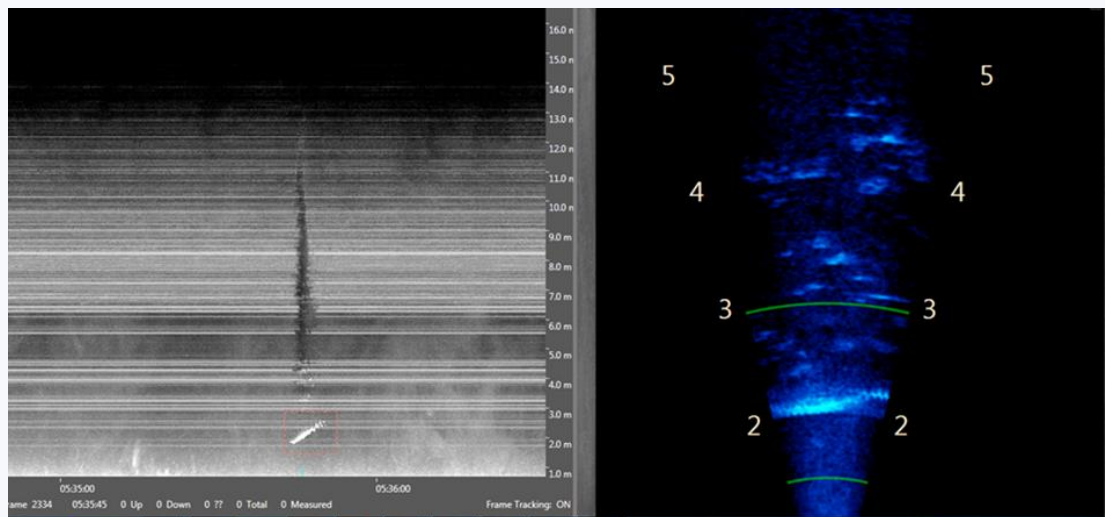 16.0 m
15.0 m
14.0 m
13.0 m
12.0 m
11.0 m
10.0 m
9.0 m
8.0 m
7.0 m
6.0 m
5.0 m
4.0 m
3.0 m
2.0 m
1.0 m
05:35:00 05:36:00
ame 2334 05:35:45 0 Up 0 Down 0 ?? 0 Total 0 Measured Frame Tracking: ON
5 5
4 4
3 3
2 2